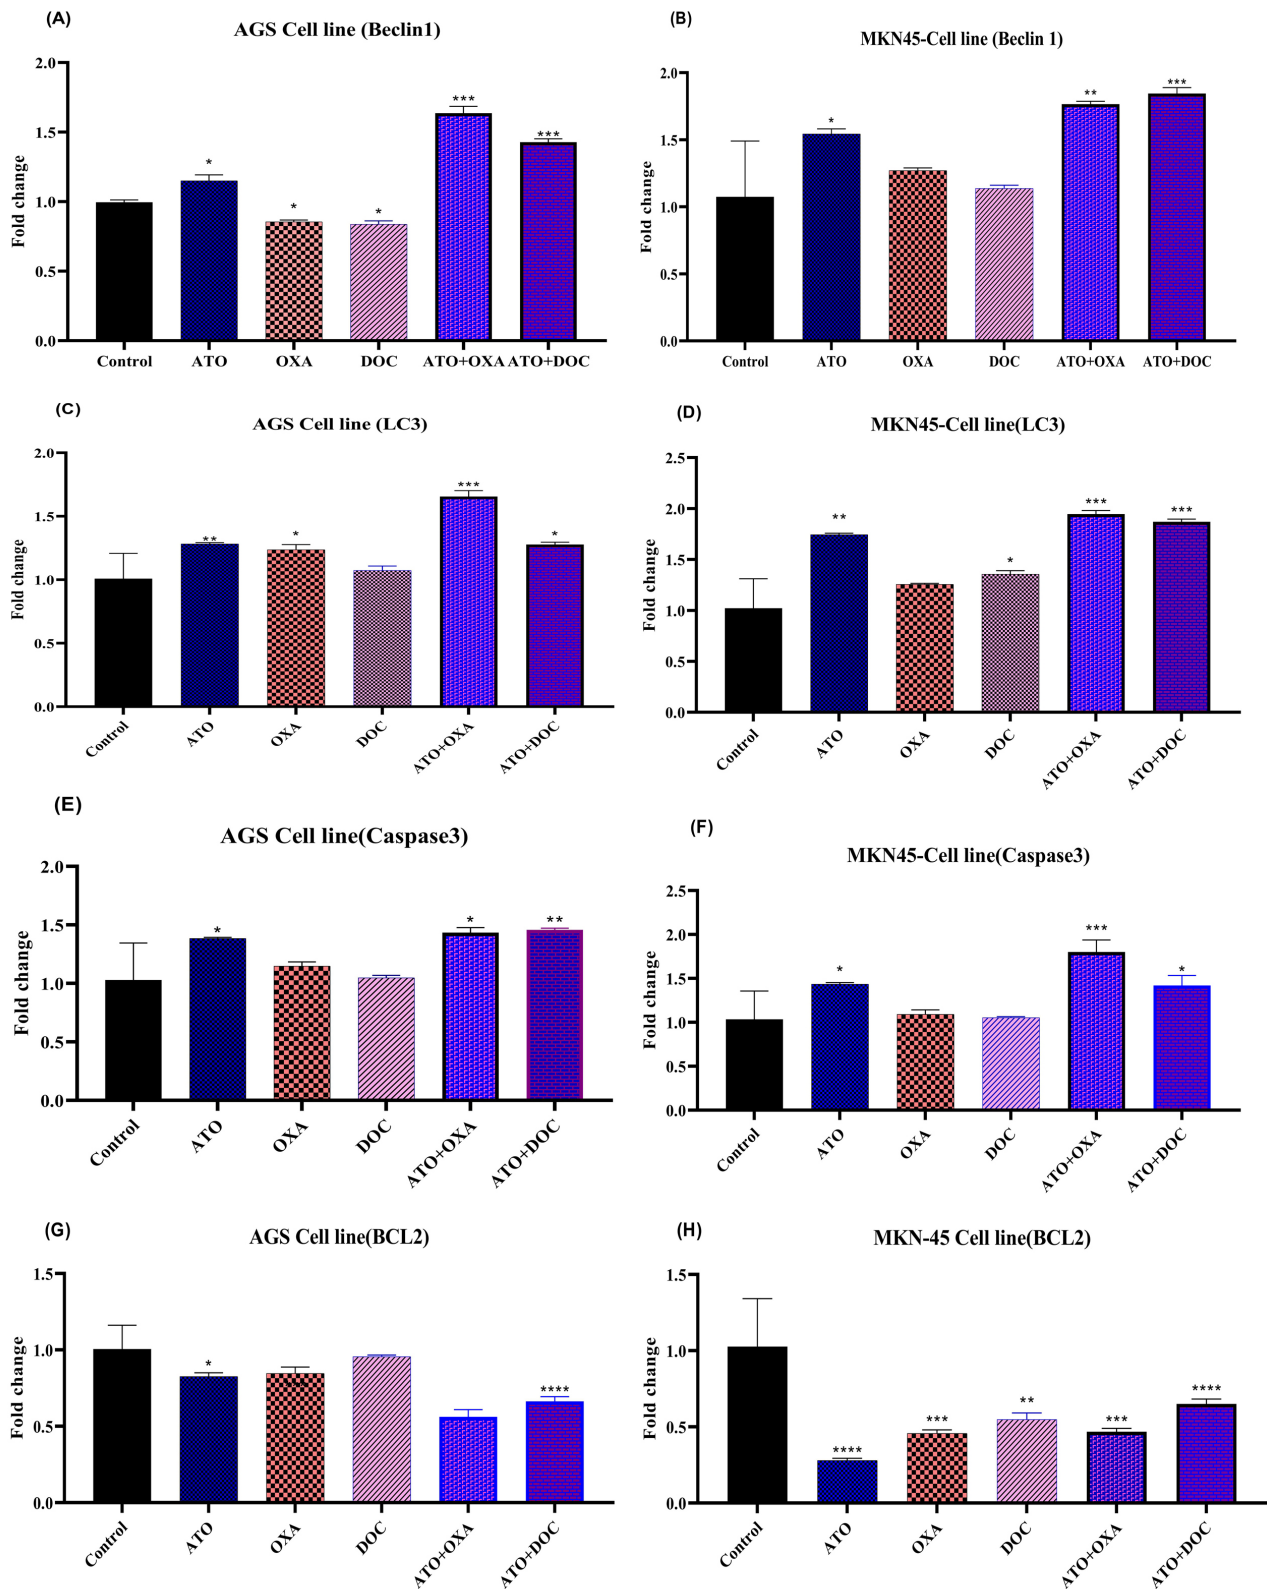 (A)
AGS Cell line (Beclin1)
Fold change
2.0
1.5
1.0
0.5
0.0
*
*
*
***
***
Control ATO OXA DOC ATO+OXA ATO+DOC
(B)
MKN45-Cell line (Beclin 1)
Fold change
2.0
1.5
1.0
0.5
0.0
*
**
***
Control ATO OXA DOC ATO+OXA ATO+DOC
(C)
AGS Cell line (LC3)
Fold change
2.0
1.5
1.0
0.5
0.0
**
*
***
*
Control ATO OXA DOC ATO+OXA ATO+DOC
(D)
MKN45-Cell line(LC3)
Fold change
2.5
2.0
1.5
1.0
0.5
0.0
**
*
***
***
Control ATO OXA DOC ATO+OXA ATO+DOC
(E)
AGS Cell line(Caspase3)
Fold change
2.0
1.5
1.0
0.5
0.0
*
*
**
Control ATO OXA DOC ATO+OXA ATO+DOC
(F)
MKN45-Cell line(Caspase3)
Fold change
2.5
2.0
1.5
1.0
0.5
0.0
*
***
*
Control ATO OXA DOC ATO+OXA ATO+DOC
(G)
AGS Cell line(BCL2)
Fold change
1.5
1.0
0.5
0.0
*
****
Control ATO OXA DOC ATO+OXA ATO+DOC
(H)
MKN-45 Cell line(BCL2)
Fold change
1.5
1.0
0.5
0.0
****
***
**
***
****
Control ATO OXA DOC ATO+OXA ATO+DOC